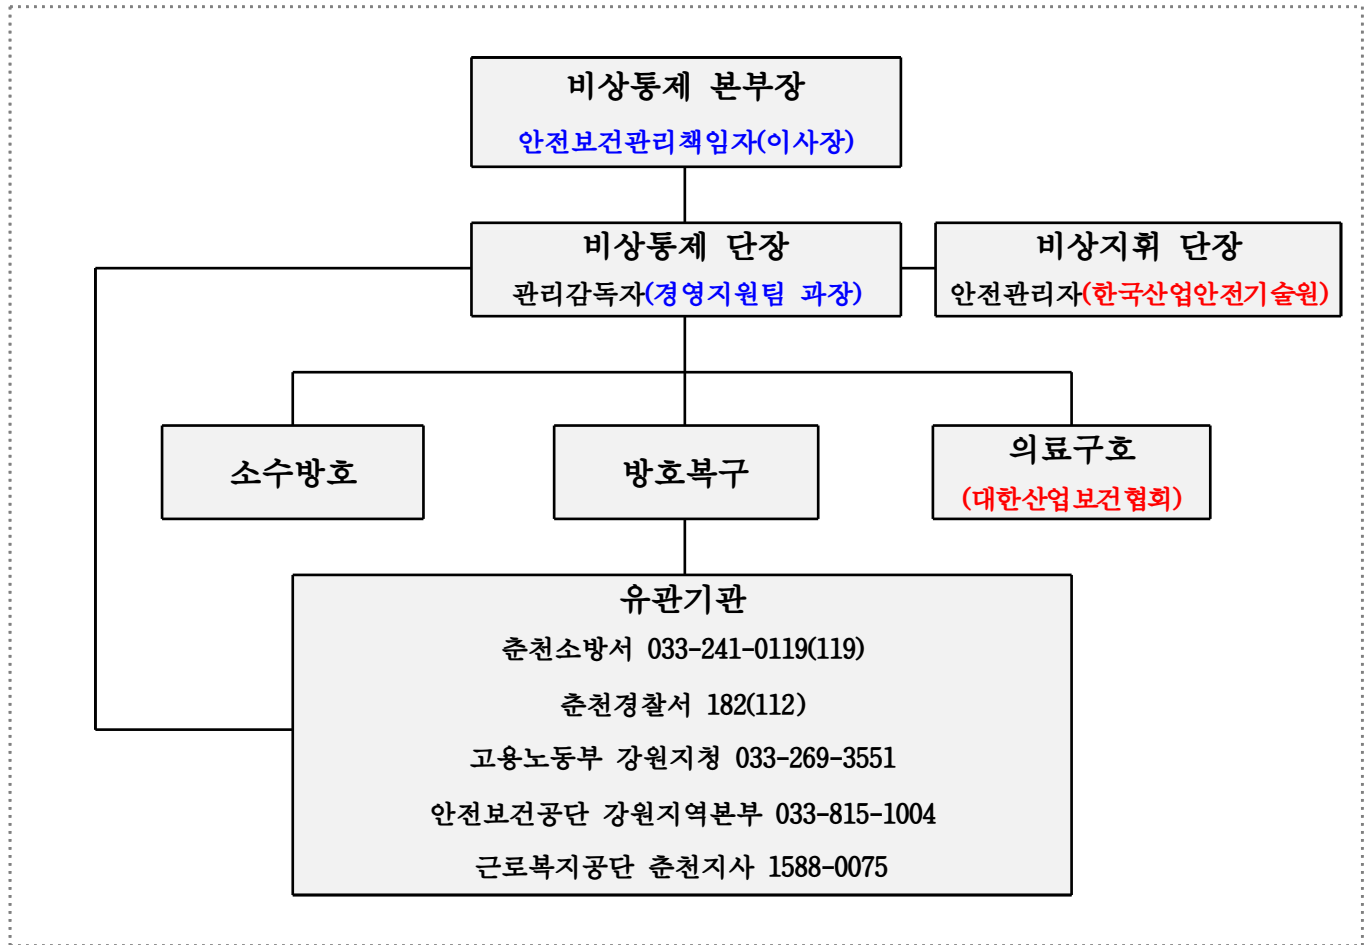 비상통제 본부장
안전보건관리책임자(이사장)
비상통제 단장
관리감독자(경영지원팀 과장)
비상지휘 단장
안전관리자(한국산업안전기술원)
소수방호
방호복구
의료구호
(대한산업보건협회)
유관기관
춘천소방서 033-241-0119(119)
춘천경찰서 182(112)
고용노동부 강원지청 033-269-3551
안전보건공단 강원지역본부 033-815-1004
근로복지공단 춘천지사 1588-0075